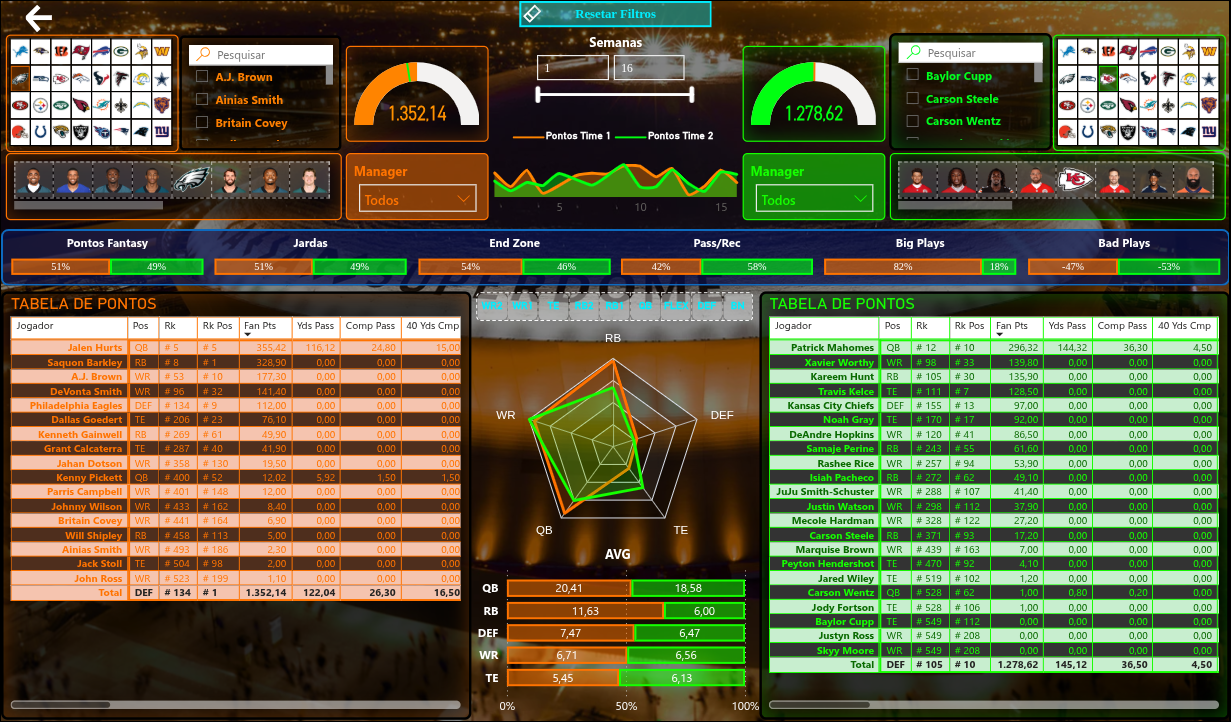 Resetar Filtros
Pesquisar
A.J. Brown
Ainias Smith
Britain Covey
1.352,14
Semanas
1 16
Pontos Time 1 Pontos Time 2
5 10 15
1.278,62
Pesquisar
Baylor Cupp
Carson Steele
Carson Wentz
Manager
Todos
Manager
Todos
Pontos Fantasy Jardas End Zone Pass/Rec Big Plays Bad Plays
51% 49% 51% 49% 54% 46% 42% 58% 82% 18% -47% -53%
TABELA DE PONTOS
Jogador Pos Rk Rk Pos Fan Pts Yds Pass Comp Pass 40 Yds Cmp
Jalen Hurts QB # 5 # 5 355,42 116,12 24,80 15,00
Saquon Barkley RB # 8 # 1 328,90 0,00 0,00 0,00
A.J. Brown WR # 53 # 10 177,30 0,00 0,00 0,00
DeVonta Smith WR # 96 # 32 141,40 0,00 0,00 0,00
Philadelphia Eagles DEF # 134 # 9 112,00 0,00 0,00 0,00
Dallas Goedert TE # 206 # 23 76,10 0,00 0,00 0,00
Kenneth Gainwell RB # 269 # 61 49,90 0,00 0,00 0,00
Grant Calcaterra TE # 287 # 40 41,90 0,00 0,00 0,00
Jahan Dotson WR # 358 # 130 19,50 0,00 0,00 0,00
Kenny Pickett QB # 400 # 52 12,02 5,92 1,50 1,50
Parris Campbell WR # 401 # 148 12,00 0,00 0,00 0,00
Johnny Wilson WR # 433 # 162 8,40 0,00 0,00 0,00
Britain Covey WR # 441 # 164 6,90 0,00 0,00 0,00
Will Shipley RB # 458 # 113 5,00 0,00 0,00 0,00
Ainias Smith WR # 493 # 186 2,30 0,00 0,00 0,00
Jack Stoll TE # 504 # 98 2,00 0,00 0,00 0,00
John Ross WR # 523 # 199 1,10 0,00 0,00 0,00
Total DEF # 134 # 1 1.352,14 122,04 26,30 16,50
RB
DEF
TE
QB
WR
AVG
QB 20,41 18,58
RB 11,63 6,00
DEF 7,47 6,47
WR 6,71 6,56
TE 5,45 6,13
0% 50% 100%
TABELA DE PONTOS
Jogador Pos Rk Rk Pos Fan Pts Yds Pass Comp Pass 40 Yds Cmp
Patrick Mahomes QB # 12 # 10 296,32 144,32 36,30 4,50
Xavier Worthy WR # 98 # 33 139,80 0,00 0,00 0,00
Kareem Hunt RB # 105 # 30 135,90 0,00 0,00 0,00
Travis Kelce TE # 111 # 7 128,50 0,00 0,00 0,00
Kansas City Chiefs DEF # 155 # 13 97,00 0,00 0,00 0,00
Noah Gray TE # 170 # 17 92,00 0,00 0,00 0,00
DeAndre Hopkins WR # 120 # 41 86,50 0,00 0,00 0,00
Samaje Perine RB # 243 # 55 61,60 0,00 0,00 0,00
Rashee Rice WR # 257 # 94 53,90 0,00 0,00 0,00
Isiah Pacheco RB # 272 # 62 49,10 0,00 0,00 0,00
JuJu Smith-Schuster WR # 288 # 107 41,40 0,00 0,00 0,00
Justin Watson WR # 298 # 112 37,90 0,00 0,00 0,00
Mecole Hardman WR # 328 # 122 27,20 0,00 0,00 0,00
Carson Steele RB # 371 # 93 17,20 0,00 0,00 0,00
Marquise Brown WR # 439 # 163 7,00 0,00 0,00 0,00
Peyton Hendershot TE # 470 # 92 4,10 0,00 0,00 0,00
Jared Wiley TE # 519 # 102 1,20 0,00 0,00 0,00
Carson Wentz QB # 528 # 62 1,00 0,80 0,20 0,00
Jody Fortson TE # 528 # 106 1,00 0,00 0,00 0,00
Baylor Cupp TE # 549 # 112 0,00 0,00 0,00 0,00
Justyn Ross WR # 549 # 208 0,00 0,00 0,00 0,00
Skyy Moore WR # 549 # 208 0,00 0,00 0,00 0,00
Total DEF # 105 # 10 1.278,62 145,12 36,50 4,50